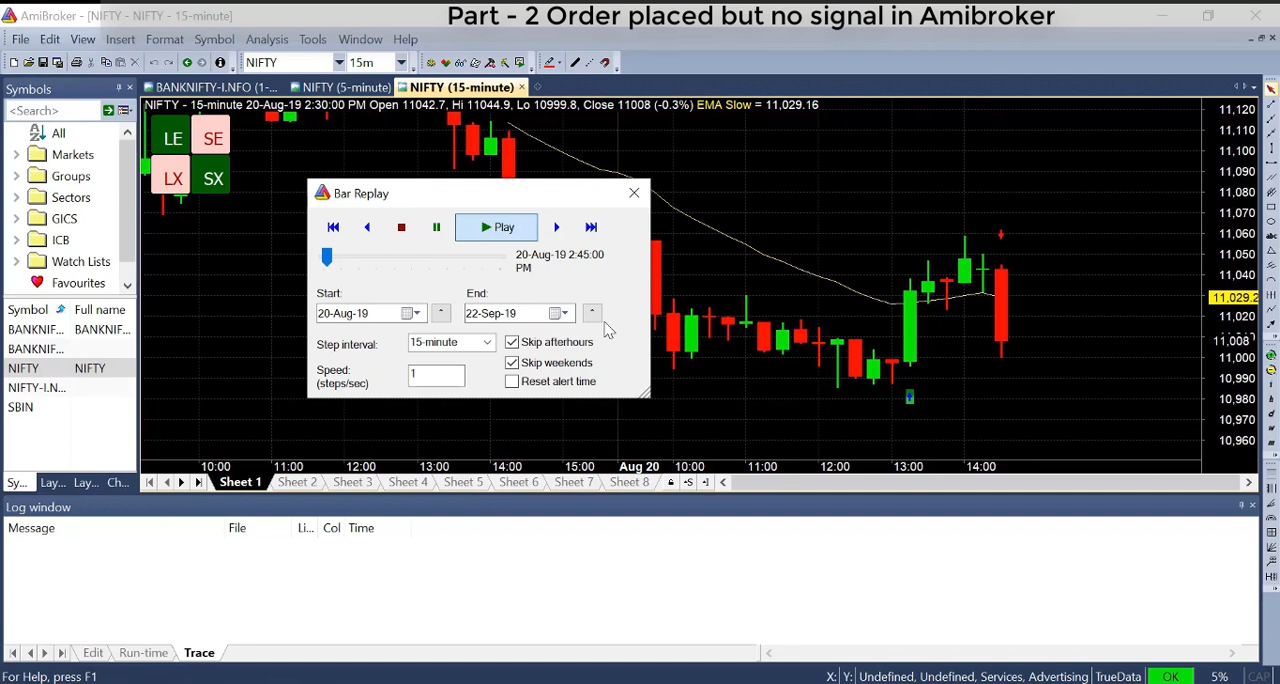 Part - 2 Order placed but no signal in Amibroker
AmiBroker - [NIFTY - NIFTY - 15-minute]
File Edit View Insert Format Symbol Analysis Tools Window Help
NIFTY 15m
Symbols
BANKNIFTY-I.NFO (1-... NIFTY (5-minute) NIFTY (15-minute)
<Search>
All
Markets
Groups
Sectors
GICS
ICB
Watch Lists
Favourites
Symbol Full name
BANKNIF... BANKNIF...
BANKNIF...
NIFTY NIFTY
NIFTY-I.N...
SBIN
Sy... Lay... Lay... Ch...
NIFTY - 15-minute 20-Aug-19 2:30:00 PM Open 11042.7, Hi 11044.9, Lo 10999.8, Close 11008 (-0.3%) EMA Slow = 11,029.16
LE SE
LX SX
Bar Replay
Play
20-Aug-19 2:45:00
PM
Start: End:
20-Aug-19 22-Sep-19
Step interval: 15-minute Skip afterhours
Skip weekends
Speed:
(steps/sec) 1 Reset alert time
11,120
11,110
11,100
11,090
11,080
11,070
11,060
11,050
11,040
11,029.2
11,020
11,008
11,000
10,990
10,980
10,970
10,960
10:00 11:00 12:00 13:00 14:00 15:00 Aug 20 10:00 11:00 12:00 13:00 14:00
Sheet 1 Sheet 2 Sheet 3 Sheet 4 Sheet 5 Sheet 6 Sheet 7 Sheet 8
Log window
Message File Li... Col Time
Edit Run-time Trace
For Help, press F1 X: Y: Undefined, Undefined, Services, Advertising TrueData OK 5% CAP